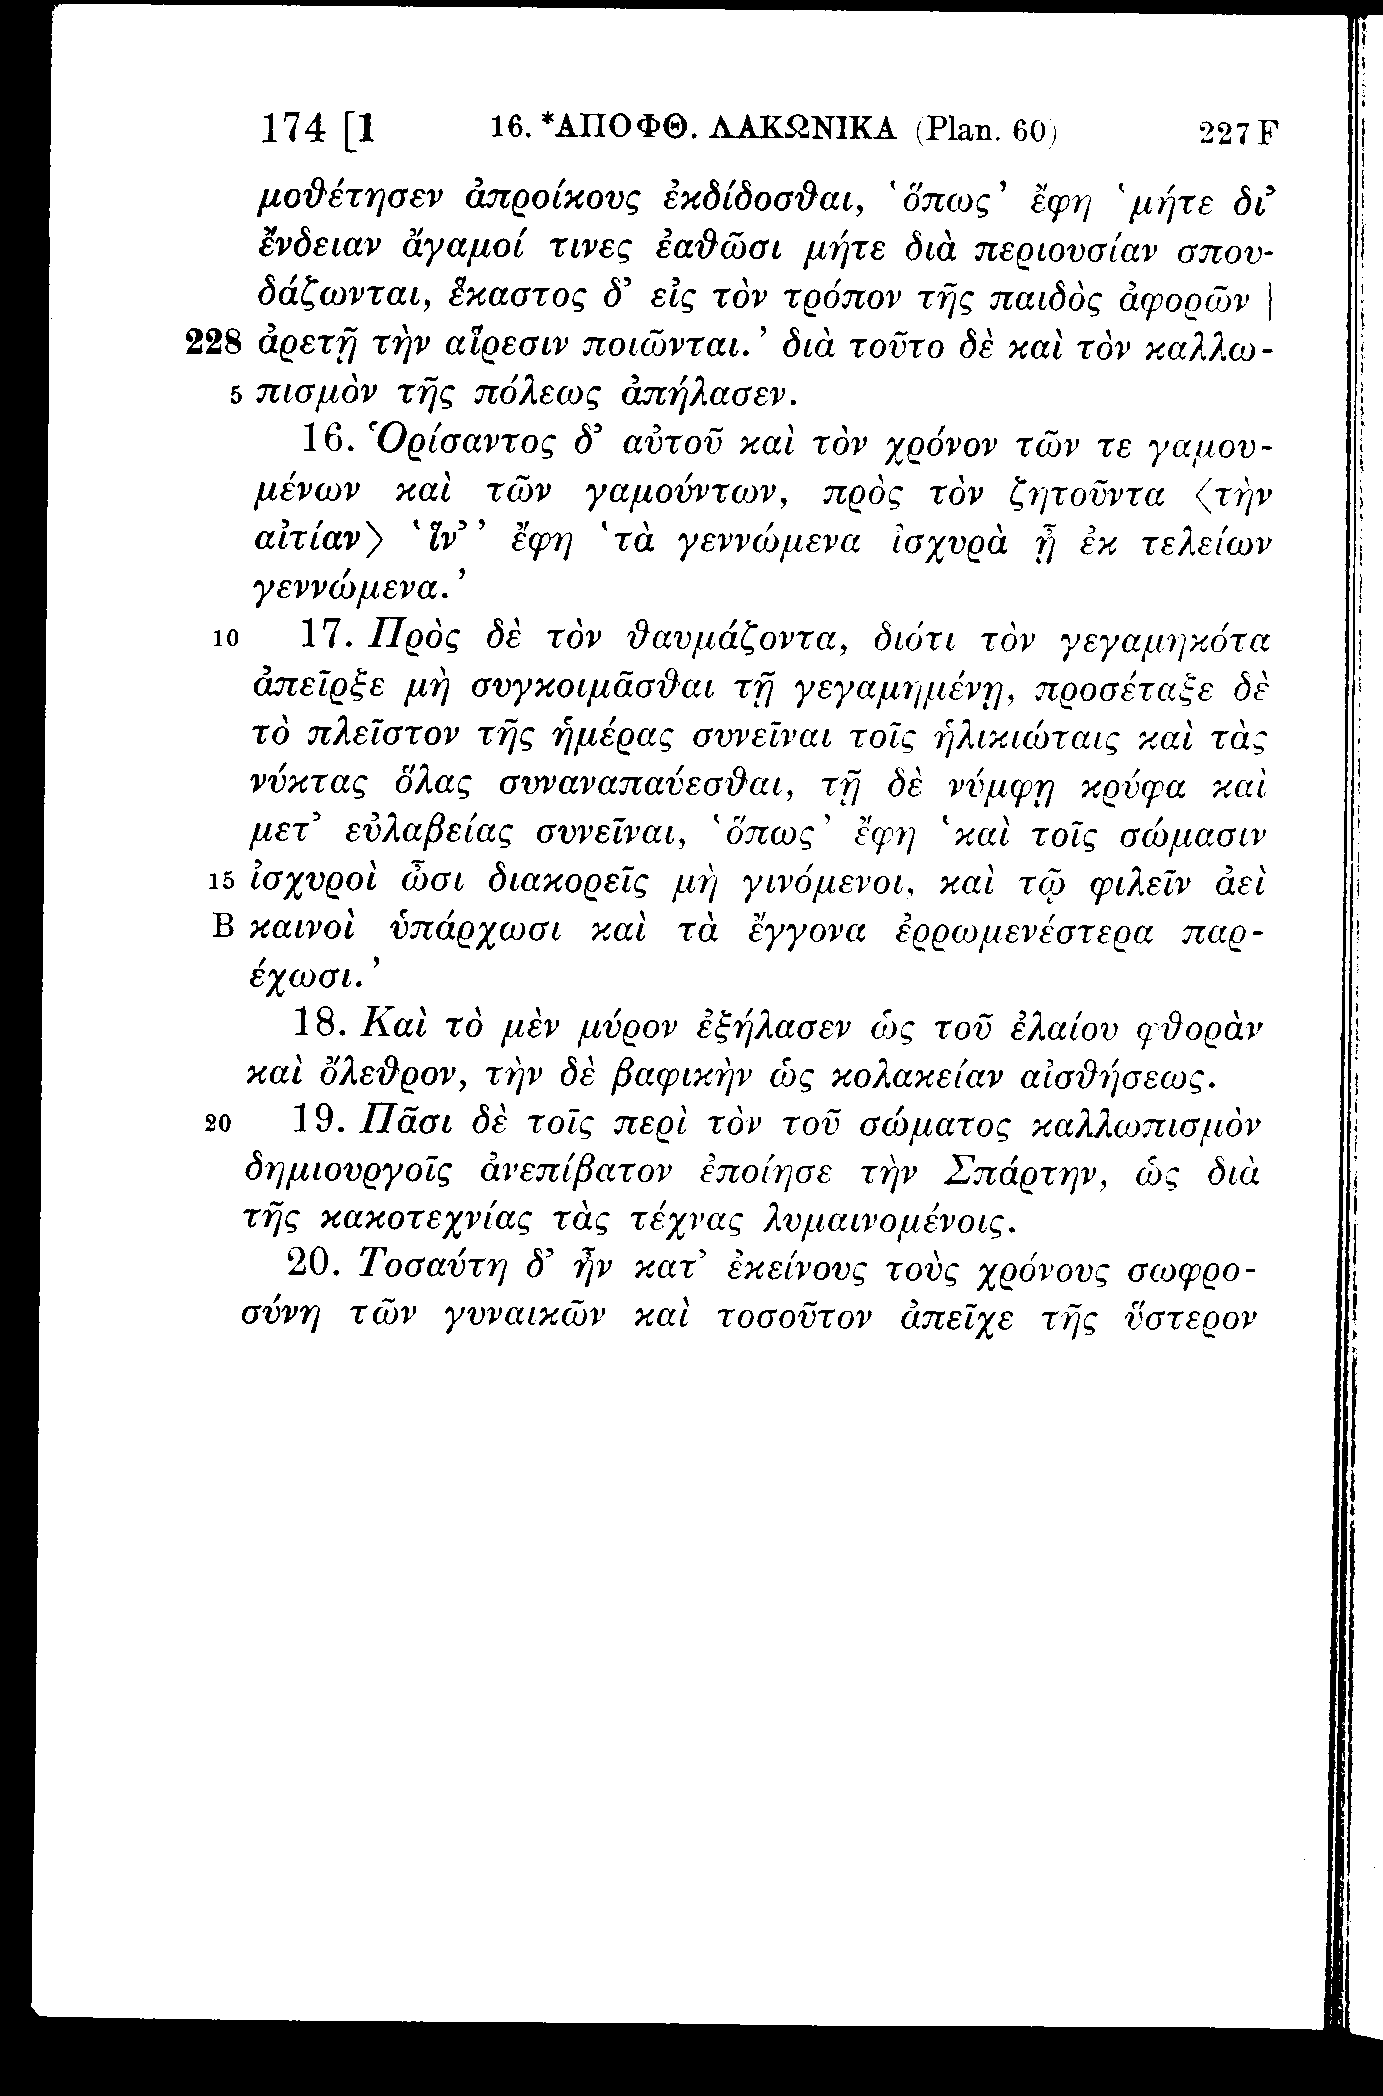 174 [1 16. *ΑΠΟΦΘ. ΛΑΚΩΝΙΚΑ (Plan. 60) 227 F
μοθέτησεν ἀπροίκους ἐκδίδοσθαι, ‘ὅπως’ ἔφη ‘μήτε δι’
ἔνδειαν ἄγαμοί τινες ἐαθῶσι μήτε διὰ περιουσίαν σπου-
δάζωνται, ἕκαστος δ’ εἰς τὸν τρόπον τῆς παιδὸς ἀφορῶν |
228 ἀρετῇ τὴν αἵρεσιν ποιῶνται.’ διὰ τοῦτο δὲ καὶ τὸν καλλω-
5 πισμὸν τῆς πόλεως ἀπήλασεν.
16. Ὁρίσαντος δ’ αὐτοῦ καὶ τὸν χρόνον τῶν τε γαμου-
μένων καὶ τῶν γαμούντων, πρὸς τὸν ζητοῦντα ⟨τὴν
αἰτίαν⟩ ‘ἵν’’ ἔφη ‘τὰ γεννώμενα ἰσχυρὰ ᾖ ἐκ τελείων
γεννώμενα.’
10 17. Πρὸς δὲ τὸν θαυμάζοντα, διότι τὸν γεγαμηκότα
ἀπεῖρξε μὴ συγκοιμᾶσθαι τῇ γεγαμημένῃ, προσέταξε δὲ
τὸ πλεῖστον τῆς ἡμέρας συνεῖναι τοῖς ἡλικιώταις καὶ τὰς
νύκτας ὅλας συναναπαύεσθαι, τῇ δὲ νύμφῃ κρύφα καὶ
μετ’ εὐλαβείας συνεῖναι, ‘ὅπως’ ἔφη ‘καὶ τοῖς σώμασιν
15 ἰσχυροὶ ὦσι διακορεῖς μὴ γινόμενοι, καὶ τῷ φιλεῖν ἀεὶ
B καινοὶ ὑπάρχωσι καὶ τὰ ἔγγονα ἐρρωμενέστερα παρ-
έχωσι.’
18. Καὶ τὸ μὲν μύρον ἐξήλασεν ὡς τοῦ ἐλαίου φθορὰν
καὶ ὄλεθρον, τὴν δὲ βαφικὴν ὡς κολακείαν αἰσθήσεως.
20 19. Πᾶσι δὲ τοῖς περὶ τὸν τοῦ σώματος καλλωπισμὸν
δημιουργοῖς ἀνεπίβατον ἐποίησε τὴν Σπάρτην, ὡς διὰ
τῆς κακοτεχνίας τὰς τέχνας λυμαινομένοις.
20. Τοσαύτη δ’ ἦν κατ’ ἐκείνους τοὺς χρόνους σωφρο-
σύνη τῶν γυναικῶν καὶ τοσοῦτον ἀπεῖχε τῆς ὕστερον